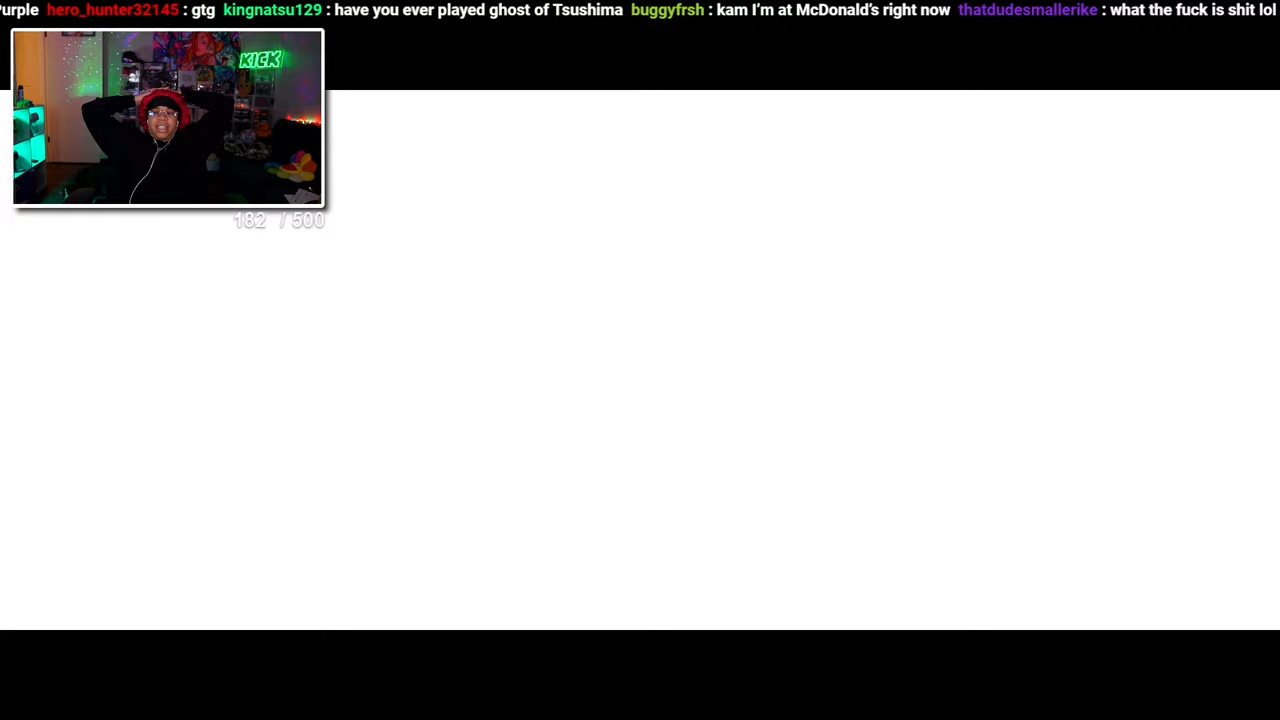 Purple hero_hunter32145 : gtg kingnatsu129 : have you ever played ghost of Tsushima buggyfrsh : kam I’m at McDonald’s right now thatdudesmallerike : what the fuck is shit lol
KICK
182 / 500